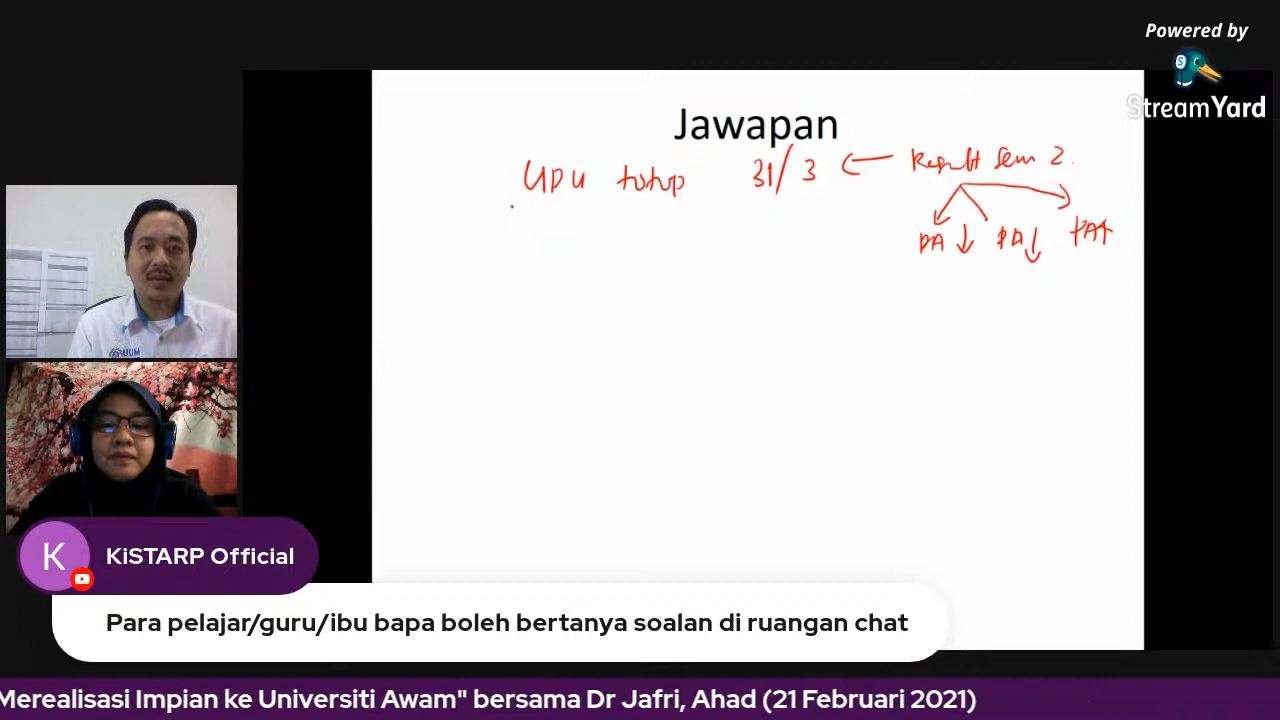 Powered by
StreamYard
Jawapan
UPU tutup 31/3 ← Result Sem 2
PA ↓ PA ↓
UUM
K
KiSTARP Official
Para pelajar/guru/ibu bapa boleh bertanya soalan di ruangan chat
Merealisasi Impian ke Universiti Awam" bersama Dr Jafri, Ahad (21 Februari 2021)